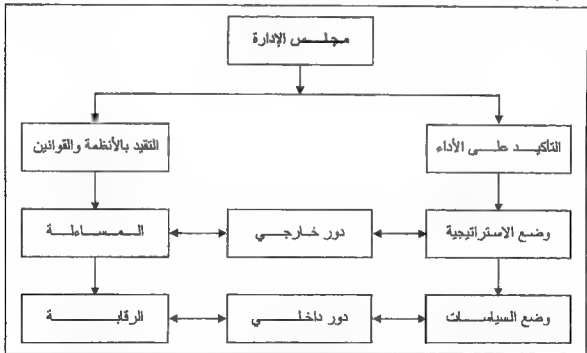 مجلس الإدارة
التأكيد على الأداء
التقيد بالأنظمة والقوانين
وضع الاستراتيجية
دور خارجي
المساءلة
وضع السياسات
دور داخلي
الرقابة